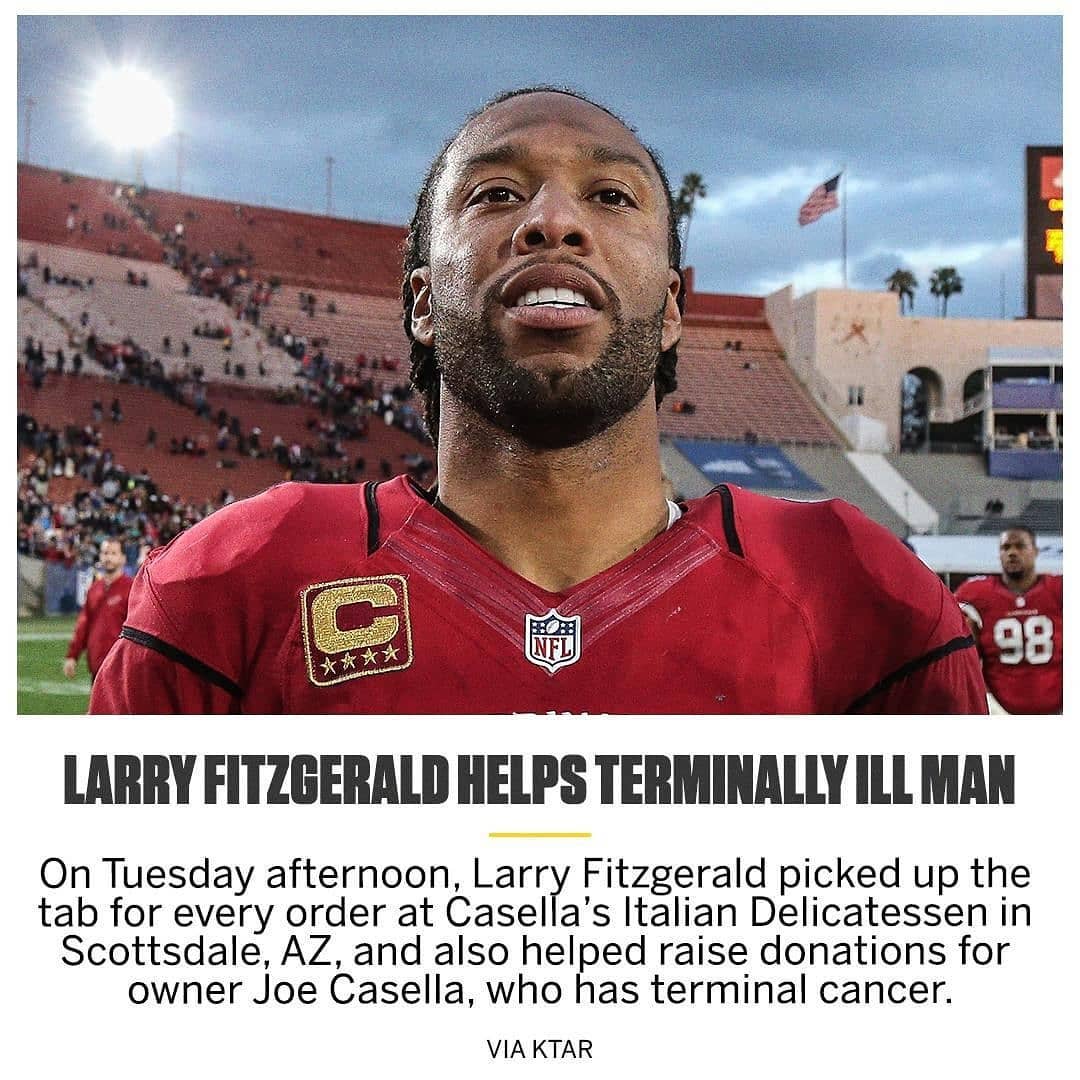 C
NFL
98
LARRY FITZGERALD HELPS TERMINALLY ILL MAN
On Tuesday afternoon, Larry Fitzgerald picked up the
tab for every order at Casella's Italian Delicatessen in
Scottsdale, AZ, and also helped raise donations for
owner Joe Casella, who has terminal cancer.
VIA KTAR